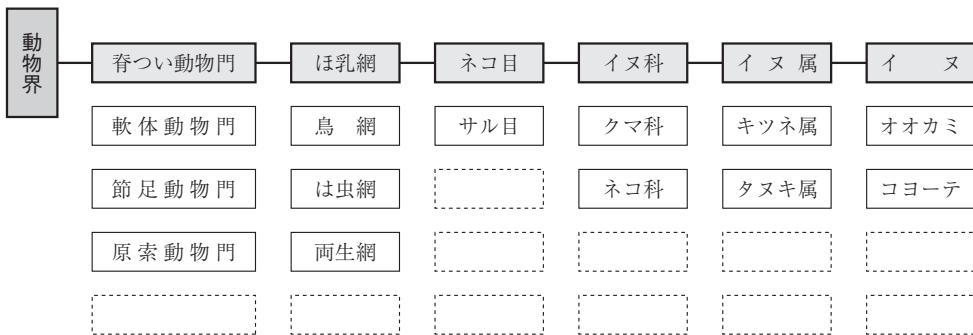 動物界
脊つい動物門 ほ乳網 ネコ目 イヌ科 イヌ属 イヌ
軟体動物門 鳥網 サル目 クマ科 キツネ属 オオカミ
節足動物門 は虫網 ネコ科 タヌキ属 コヨーテ
原索動物門 両生網